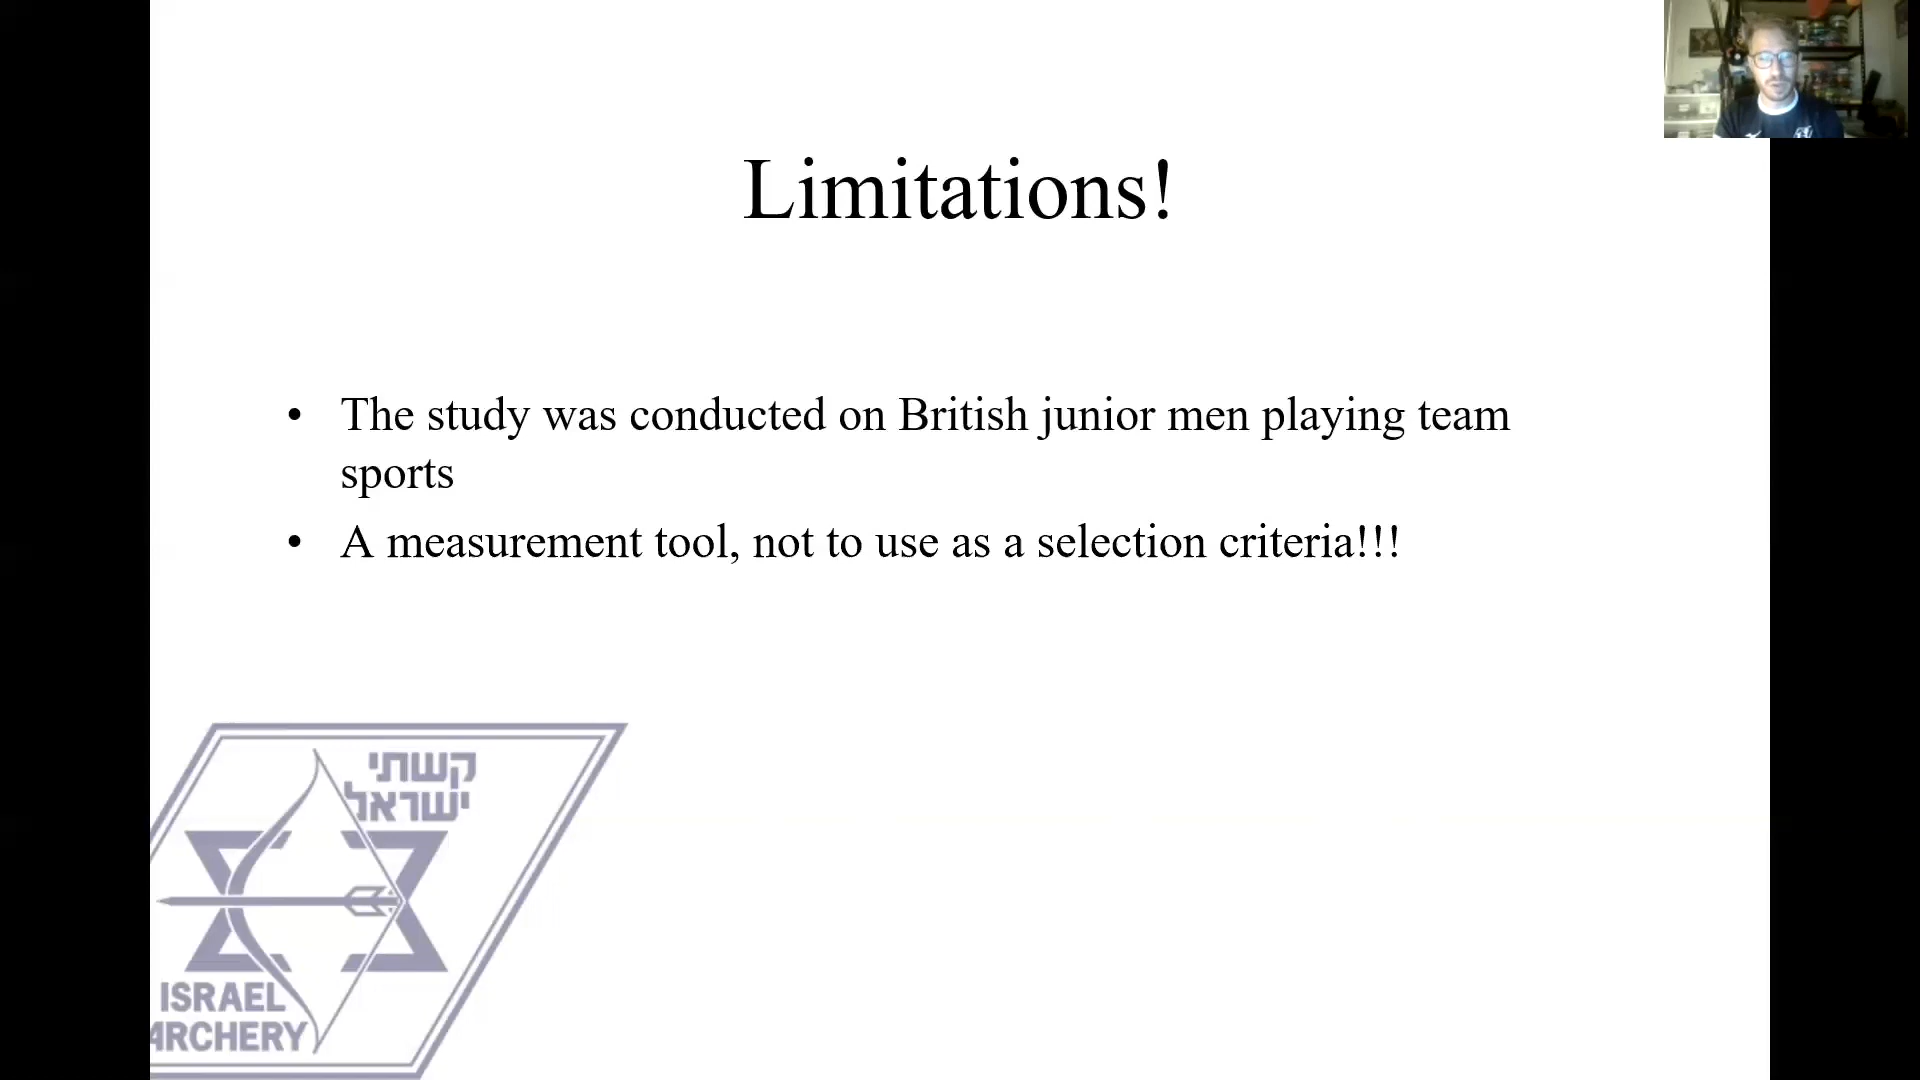 Limitations!
• The study was conducted on British junior men playing team
sports
• A measurement tool, not to use as a selection criteria!!!
קשתי
ישראל
ISRAEL
ARCHERY